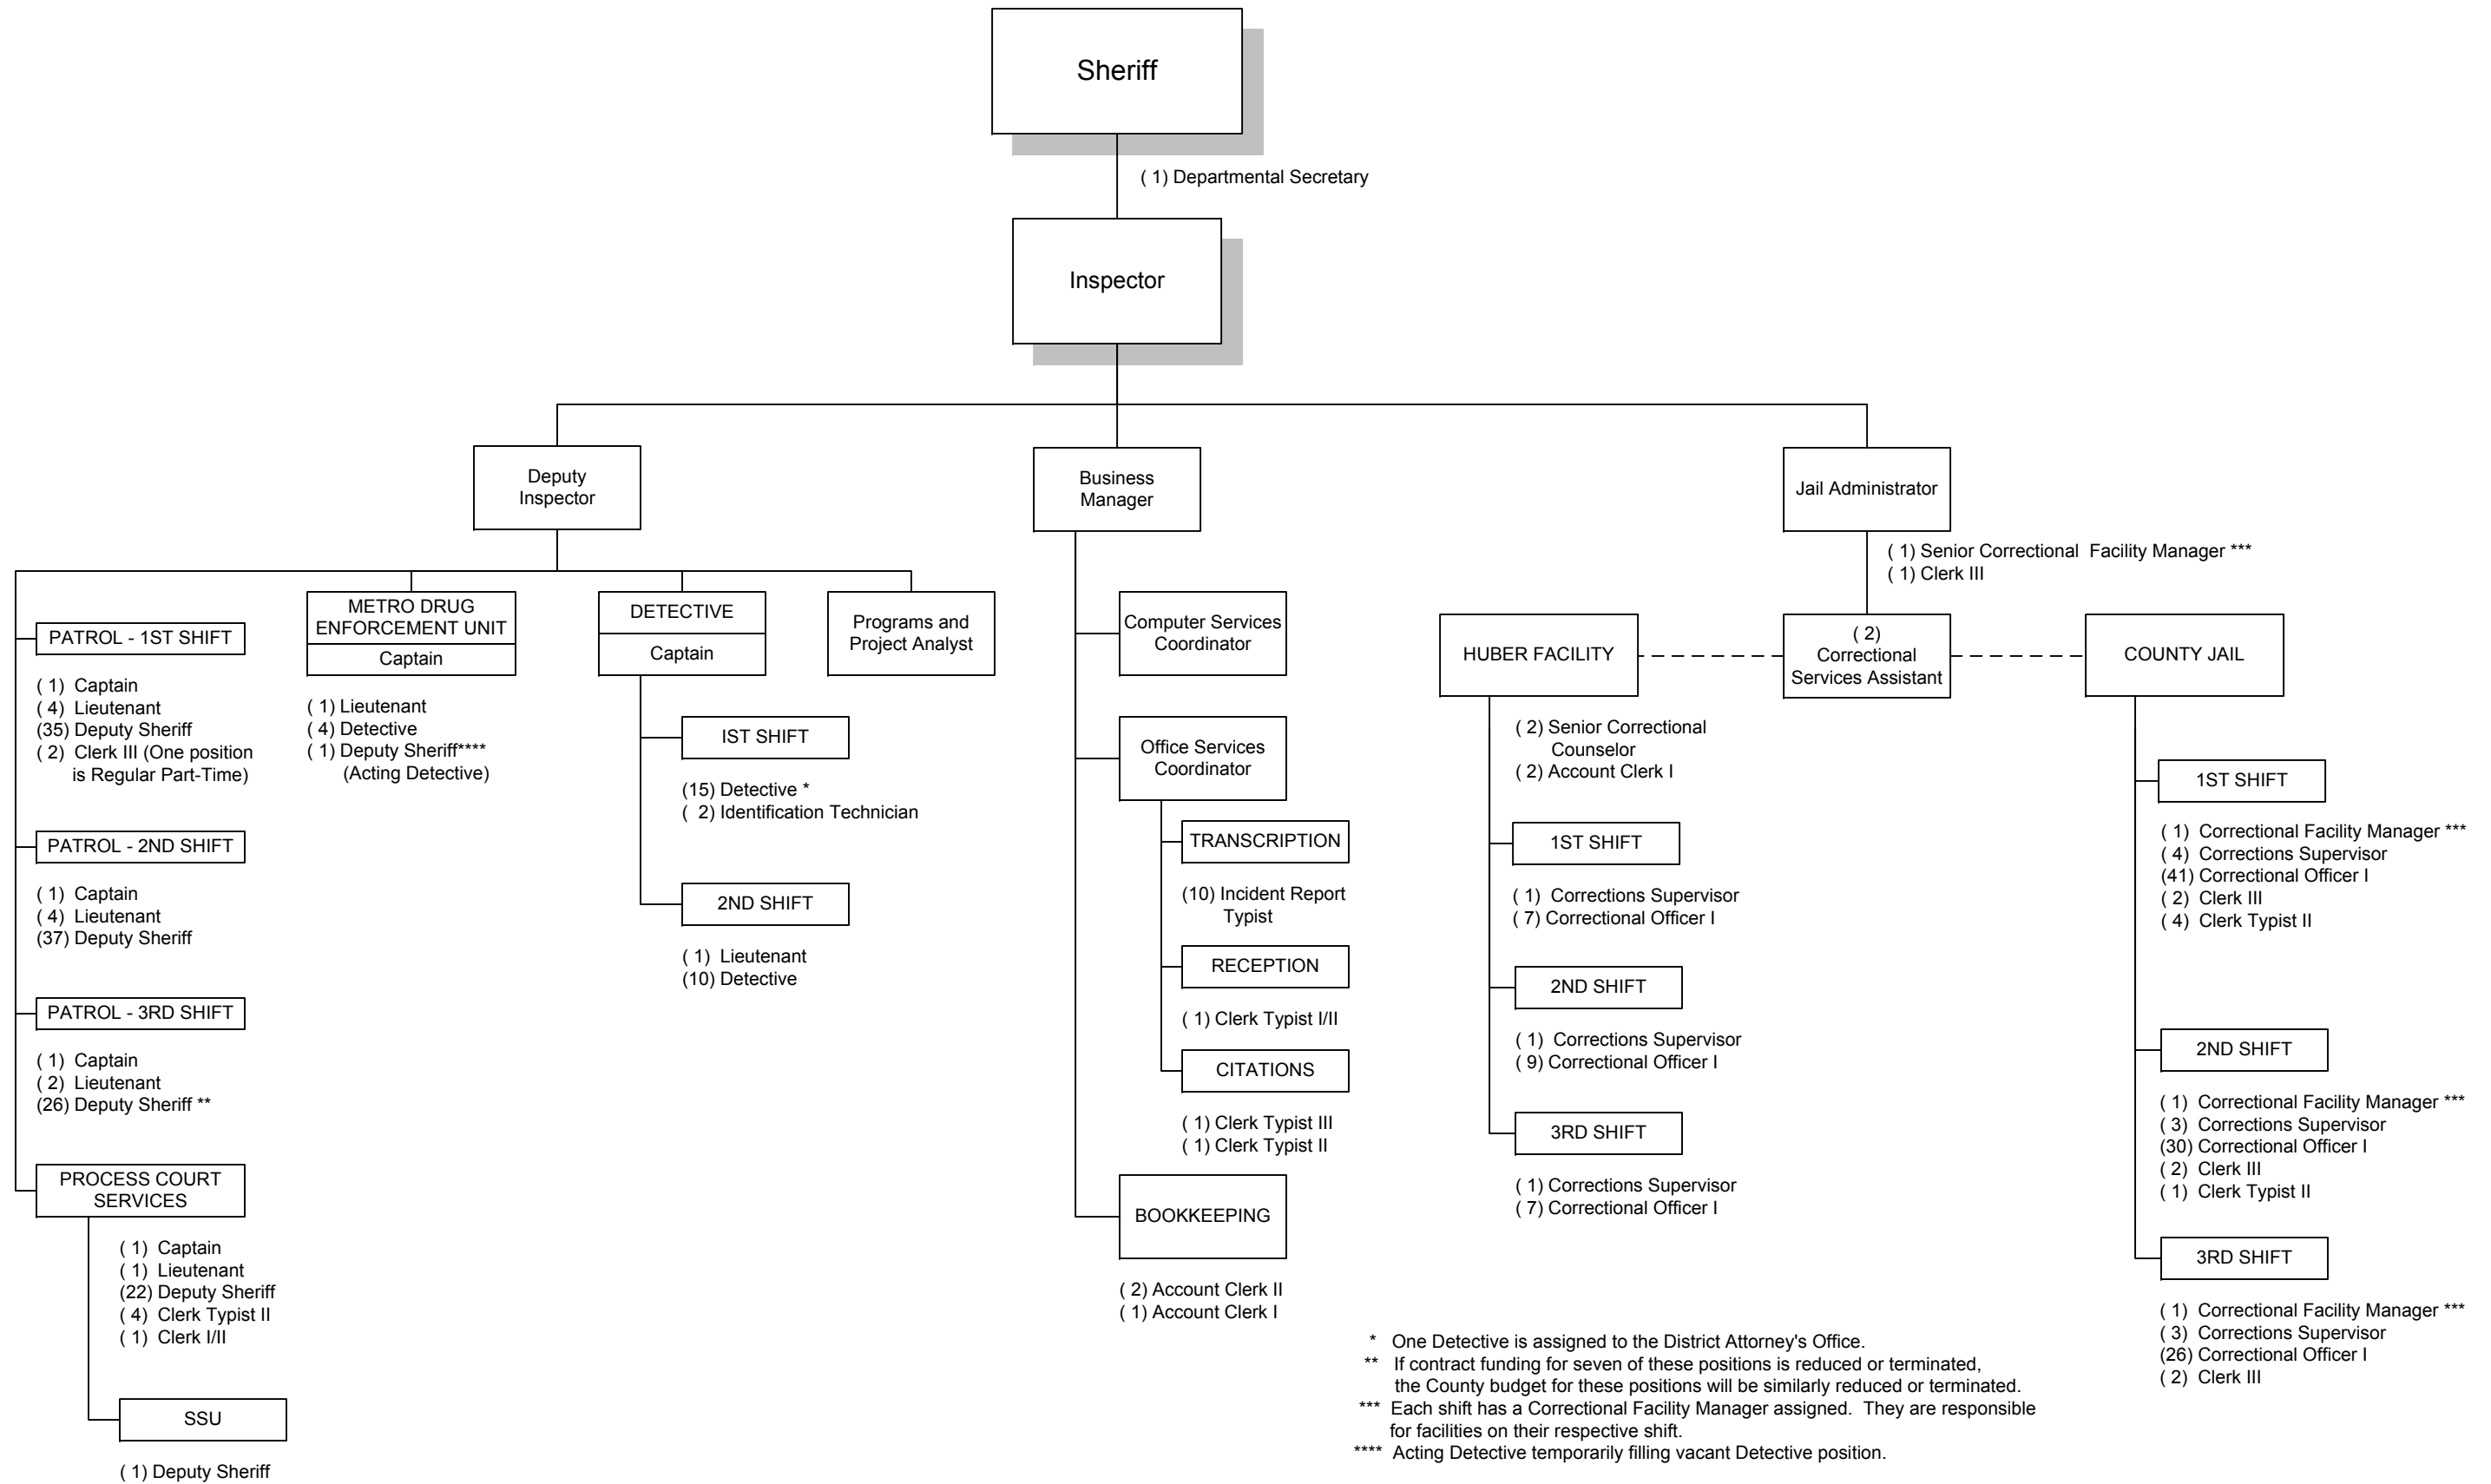 Sheriff
( 1) Departmental Secretary
Inspector
Deputy
Inspector
Business
Manager
Jail Administrator
( 1) Senior Correctional  Facility Manager ***
( 1) Clerk III
PATROL - 1ST SHIFT
( 1)  Captain
( 4)  Lieutenant
(35) Deputy Sheriff
( 2)  Clerk III (One position
is Regular Part-Time)
PATROL - 2ND SHIFT
( 1)  Captain
( 4)  Lieutenant
(37) Deputy Sheriff
PATROL - 3RD SHIFT
( 1)  Captain
( 2)  Lieutenant
(26) Deputy Sheriff **
PROCESS COURT
SERVICES
( 1)  Captain
( 1)  Lieutenant
(22) Deputy Sheriff
( 4)  Clerk Typist II
( 1)  Clerk I/II
SSU
( 1) Deputy Sheriff
METRO DRUG
ENFORCEMENT UNIT
Captain
( 1) Lieutenant
( 4) Detective
( 1) Deputy Sheriff****
(Acting Detective)
DETECTIVE
Captain
IST SHIFT
(15) Detective *
(  2) Identification Technician
2ND SHIFT
( 1)  Lieutenant
(10) Detective
Programs and
Project Analyst
Computer Services
Coordinator
Office Services
Coordinator
TRANSCRIPTION
(10) Incident Report
Typist
RECEPTION
( 1) Clerk Typist I/II
CITATIONS
( 1) Clerk Typist III
( 1) Clerk Typist II
BOOKKEEPING
( 2) Account Clerk II
( 1) Account Clerk I
HUBER FACILITY
( 2) Senior Correctional
Counselor
( 2) Account Clerk I
1ST SHIFT
( 1)  Corrections Supervisor
( 7) Correctional Officer I
2ND SHIFT
( 1)  Corrections Supervisor
( 9) Correctional Officer I
3RD SHIFT
( 1) Corrections Supervisor
( 7) Correctional Officer I
( 2)
Correctional
Services Assistant
COUNTY JAIL
1ST SHIFT
( 1)  Correctional Facility Manager ***
( 4)  Corrections Supervisor
(41) Correctional Officer I
( 2)  Clerk III
( 4)  Clerk Typist II
2ND SHIFT
( 1)  Correctional Facility Manager ***
( 3)  Corrections Supervisor
(30) Correctional Officer I
( 2)  Clerk III
( 1)  Clerk Typist II
3RD SHIFT
( 1)  Correctional Facility Manager ***
( 3)  Corrections Supervisor
(26) Correctional Officer I
( 2)  Clerk III
*   One Detective is assigned to the District Attorney's Office.
**   If contract funding for seven of these positions is reduced or terminated,
the County budget for these positions will be similarly reduced or terminated.
***  Each shift has a Correctional Facility Manager assigned.  They are responsible
for facilities on their respective shift.
****  Acting Detective temporarily filling vacant Detective position.